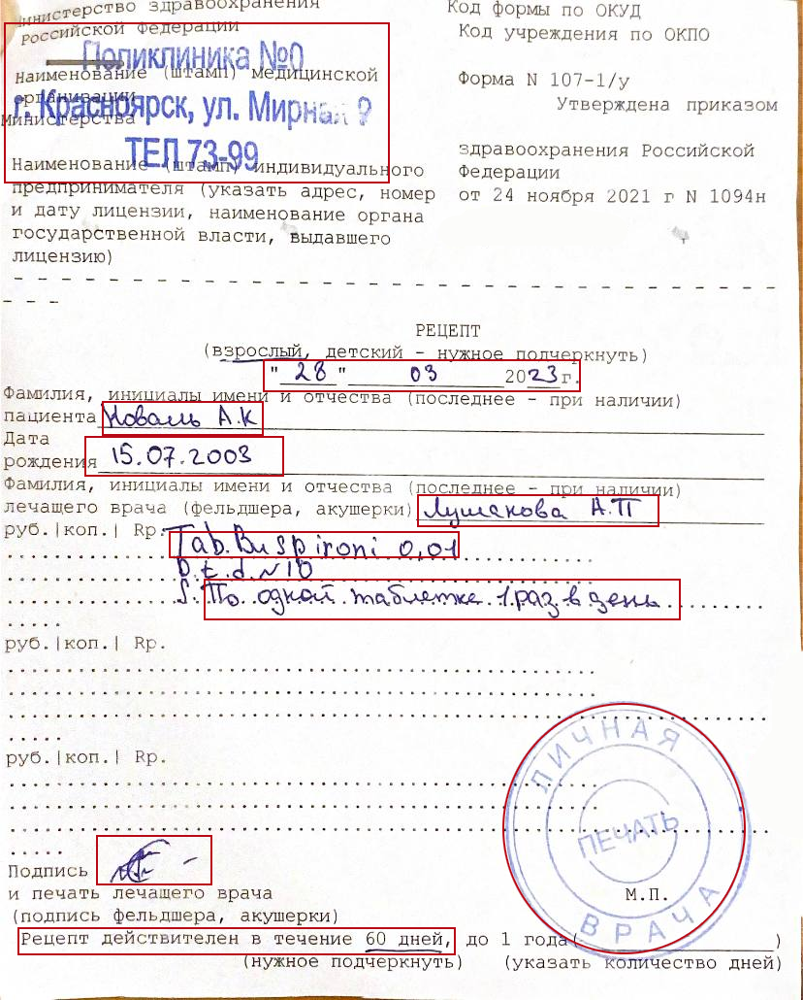 Министерство здравоохранения
Российской Федерации
Код формы по ОКУД
Код учреждения по ОКПО
Поликлиника №0
Наименование (штамп) медицинской
организации
Форма N 107-1/у
Утверждена приказом
г. Красноярск, ул. Мирная 9
Министерства
ТЕЛ 73-99
здравоохранения Российской
Федерации
от 24 ноября 2021 г N 1094н
Наименование (штамп) индивидуального
предпринимателя (указать адрес, номер
и дату лицензии, наименование органа
государственной власти, выдавшего
лицензию)
РЕЦЕПТ
(взрослый, детский - нужное подчеркнуть)
"28" 03 2023г.
Фамилия, инициалы имени и отчества (последнее - при наличии)
пациента Коваль А.К
Дата
рождения 15.07.2003
Фамилия, инициалы имени и отчества (последнее - при наличии)
лечащего врача (фельдшера, акушерки) Лушакова А.П
руб.|коп.| Rp. Tab. Buspironi 0,01
D.t.d. №10
S. По одной таблетке 1 раз в день
руб.|коп.| Rp.
руб.|коп.| Rp.
ЛИЧНАЯ
ПЕЧАТЬ
ВРАЧА
Подпись
и печать лечащего врача
М.П.
(подпись фельдшера, акушерки)
Рецепт действителен в течение 60 дней, до 1 года(____________)
(нужное подчеркнуть) (указать количество дней)